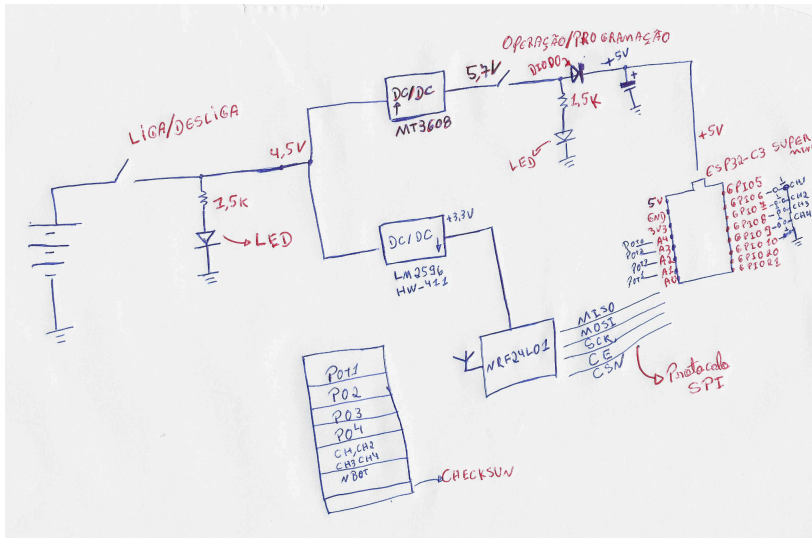 OPERAÇÃO/PROGRAMAÇÃO
5,7V
DIODO
+5V
LIGA/DESLIGA
DC/DC
MT3608
1,5K
LED
+5V
4,5V
ESP32-C3 SUPER
MINI
1,5K
LED
+3,3V
DC/DC
LM2596
HW-411
5V
GND
3V3
A4
A3
A2
A1
A0
POT2
POT3
POT1
GPIO5
GPIO6
GPIO7
GPIO8
GPIO9
GPIO10
GPIO20
GPIO21
CH1
CH2
CH3
CH4
NRF24L01
MISO
MOSI
SCK
CE
CSN
Protocolo
SPI
POT1
PO2
PO3
PO4
CH1,CH2
CH3 CH4
NBOT
CHECKSUN